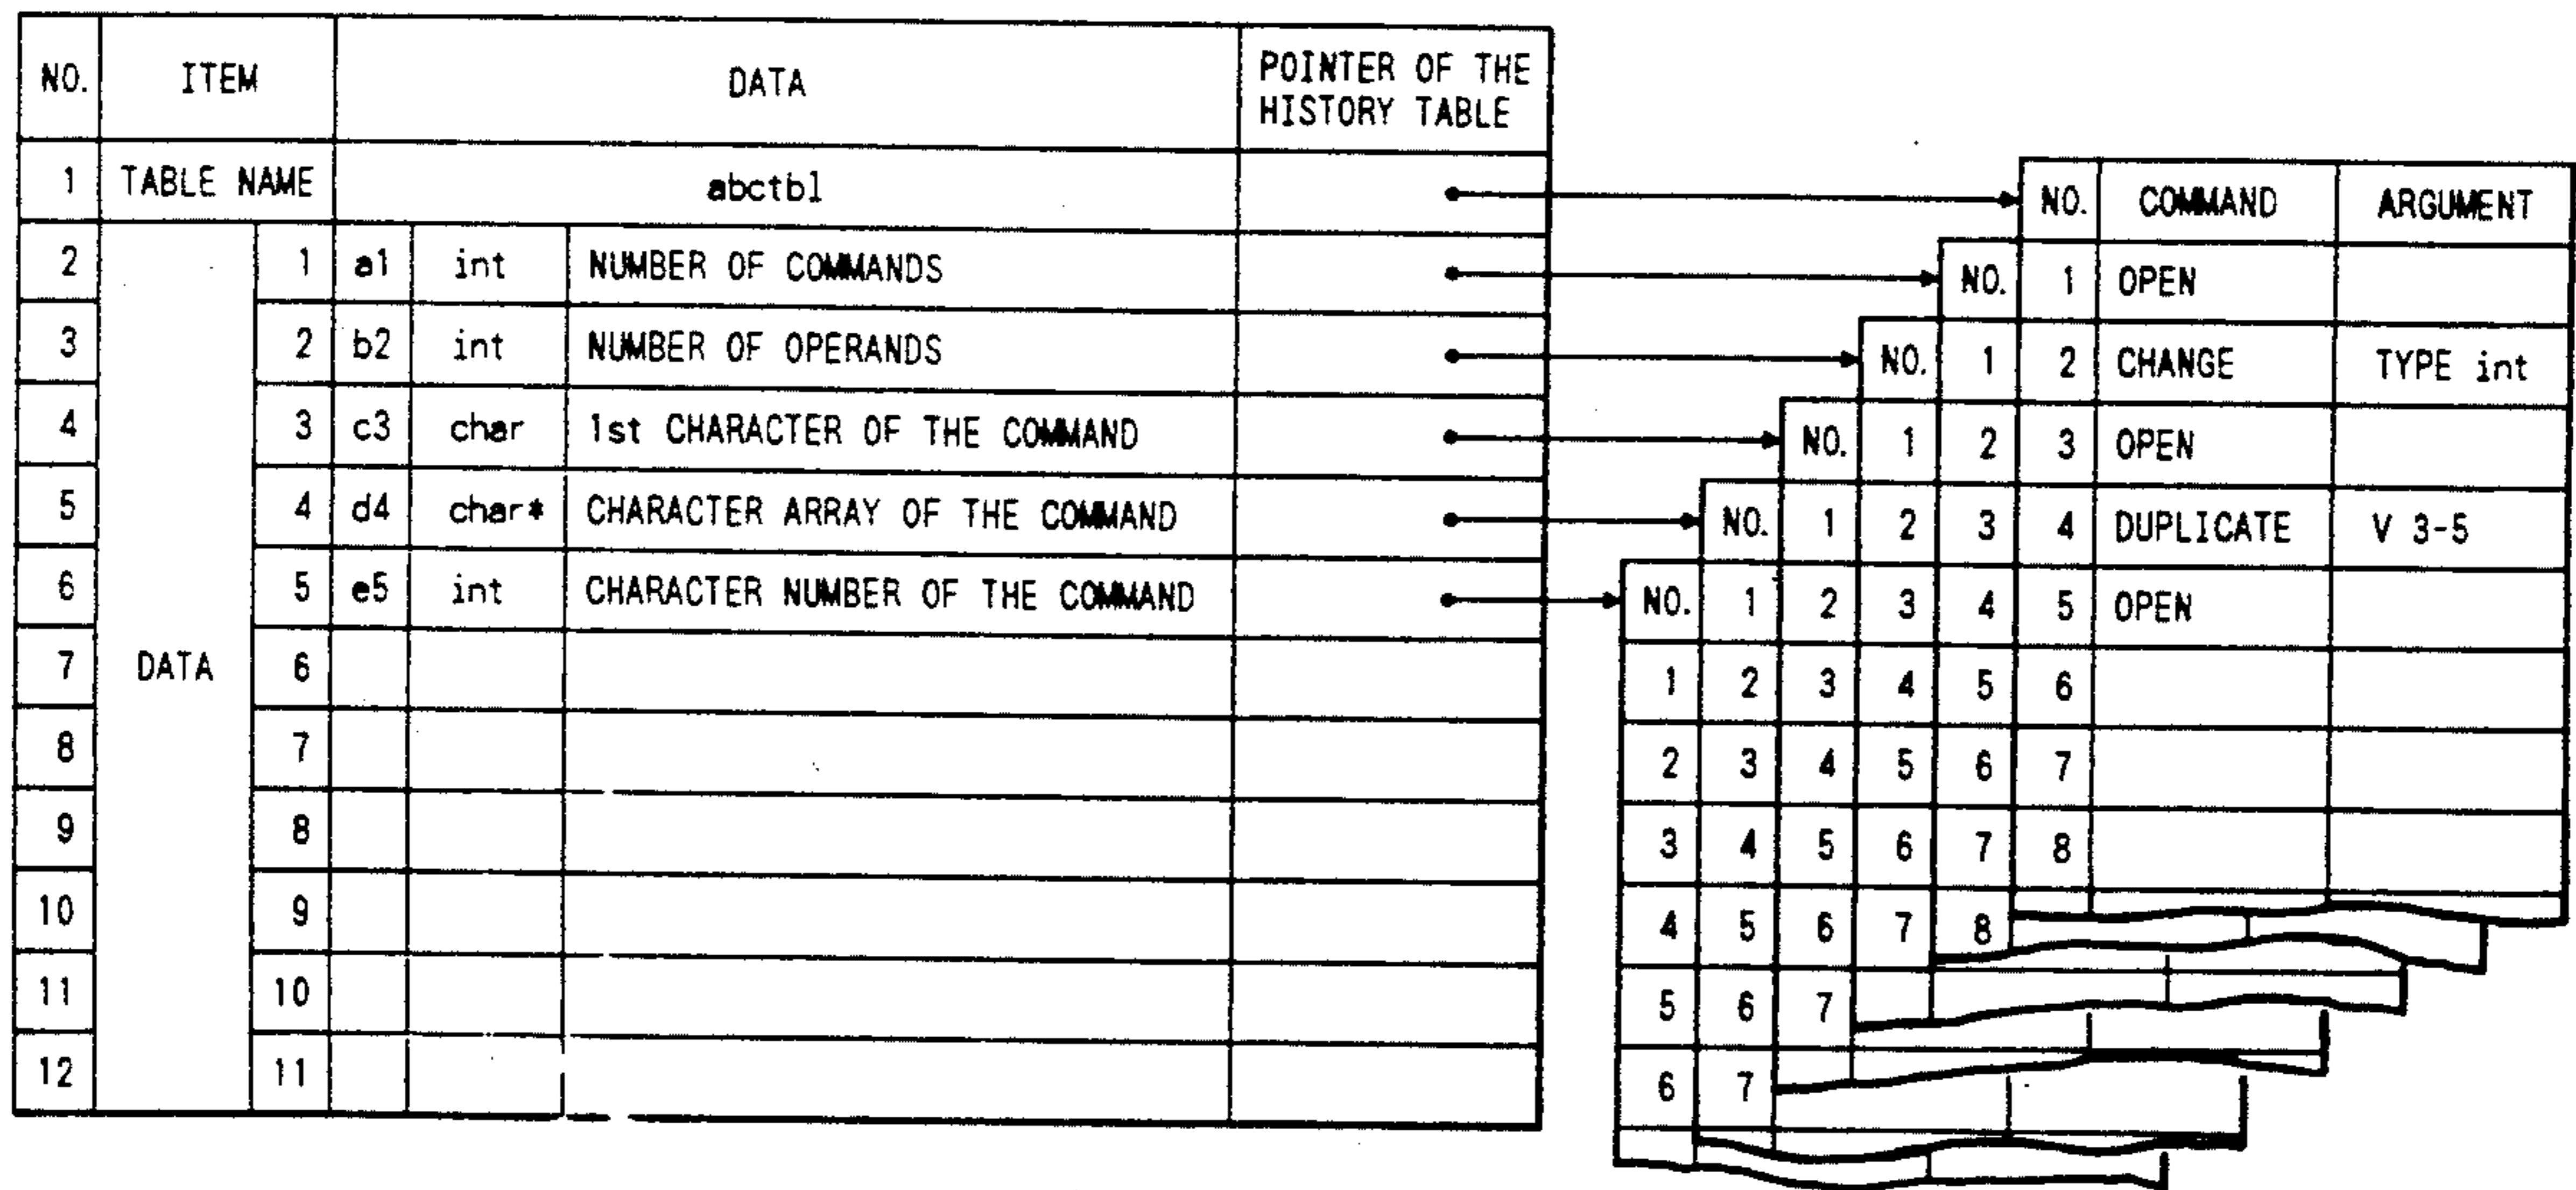 NO. ITEM DATA POINTER OF THE
HISTORY TABLE
1 TABLE NAME abctbl
2 1 a1 int NUMBER OF COMMANDS
3 2 b2 int NUMBER OF OPERANDS
4 3 c3 char 1st CHARACTER OF THE COMMAND
5 4 d4 char* CHARACTER ARRAY OF THE COMMAND
6 5 e5 int CHARACTER NUMBER OF THE COMMAND
7 DATA 6
8 7
9 8
10 9
11 10
12 11
NO. COMMAND ARGUMENT
NO. 1 OPEN
NO. 1 2 CHANGE TYPE int
NO. 1 2 3 OPEN
NO. 1 2 3 4 DUPLICATE V 3-5
NO. 1 2 3 4 5 OPEN
1 2 3 4 5 6
2 3 4 5 6 7
3 4 5 6 7 8
4 5 6 7 8
5 6 7
6 7